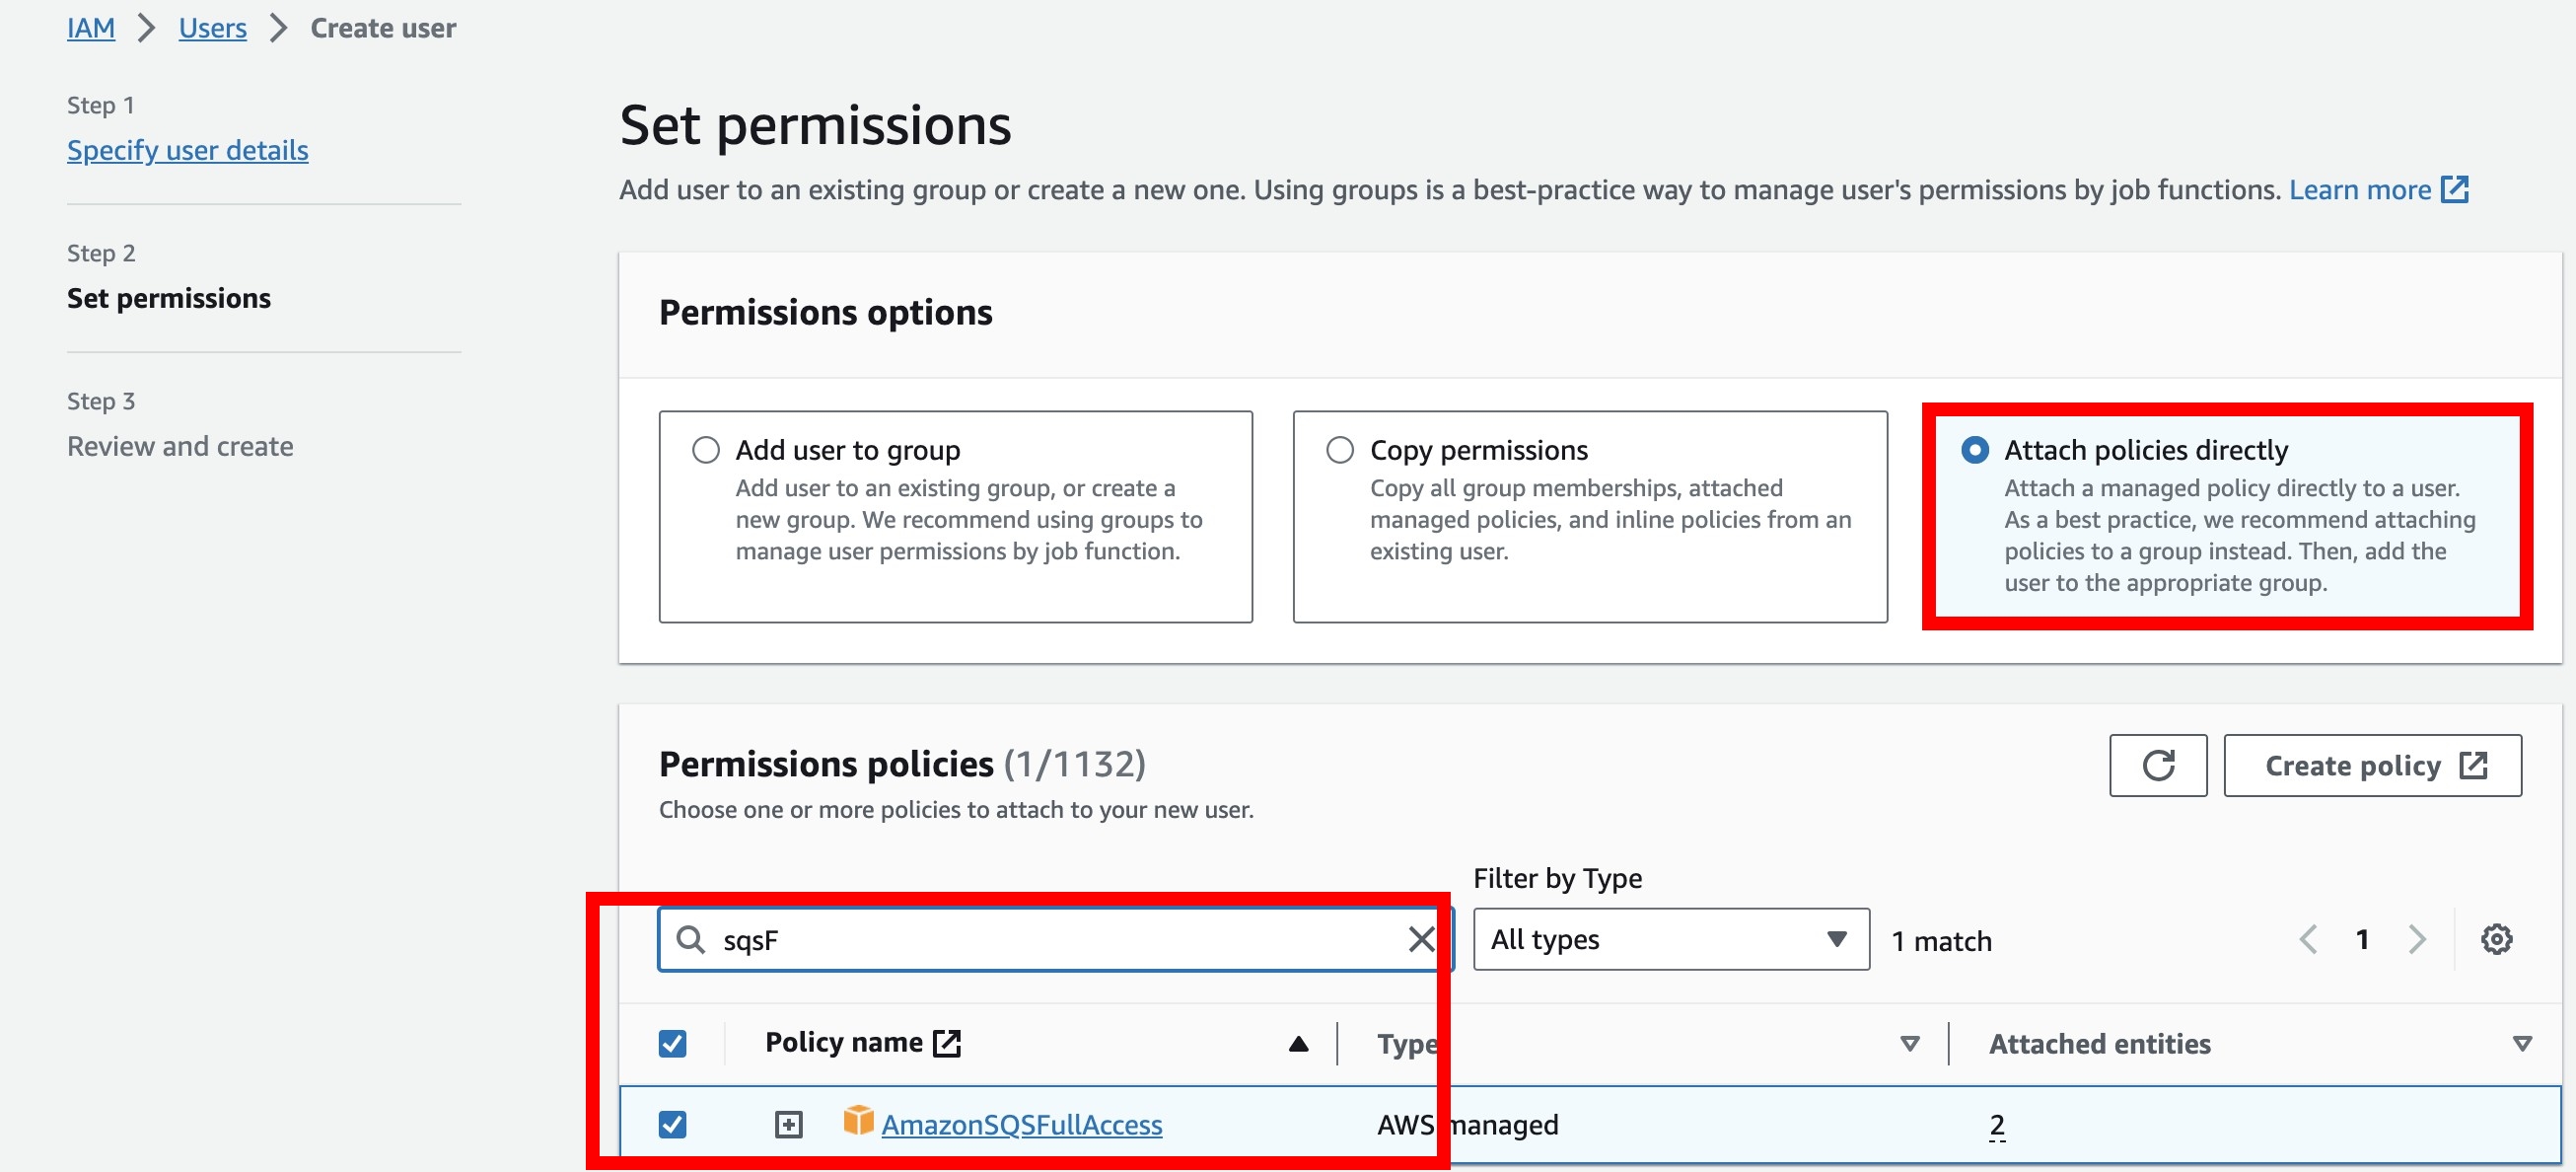 IAM > Users > Create user
Step 1
Specify user details
Step 2
Set permissions
Step 3
Review and create
Set permissions
Add user to an existing group or create a new one. Using groups is a best-practice way to manage user's permissions by job functions. Learn more
Permissions options
Add user to group
Add user to an existing group, or create a
new group. We recommend using groups to
manage user permissions by job function.
Copy permissions
Copy all group memberships, attached
managed policies, and inline policies from an
existing user.
Attach policies directly
Attach a managed policy directly to a user.
As a best practice, we recommend attaching
policies to a group instead. Then, add the
user to the appropriate group.
Permissions policies (1/1132)
Choose one or more policies to attach to your new user.
Create policy
Filter by Type
sqsF
All types
1 match
1
Policy name
Type
Attached entities
AmazonSQSFullAccess
AWS managed
2